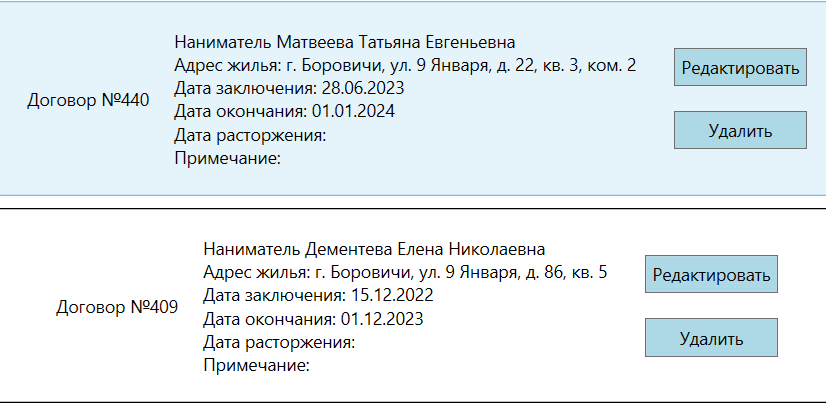 Договор №440
Наниматель Матвеева Татьяна Евгеньевна
Адрес жилья: г. Боровичи, ул. 9 Января, д. 22, кв. 3, ком. 2
Дата заключения: 28.06.2023
Дата окончания: 01.01.2024
Дата расторжения:
Примечание:
Редактировать
Удалить
Договор №409
Наниматель Дементева Елена Николаевна
Адрес жилья: г. Боровичи, ул. 9 Января, д. 86, кв. 5
Дата заключения: 15.12.2022
Дата окончания: 01.12.2023
Дата расторжения:
Примечание:
Редактировать
Удалить